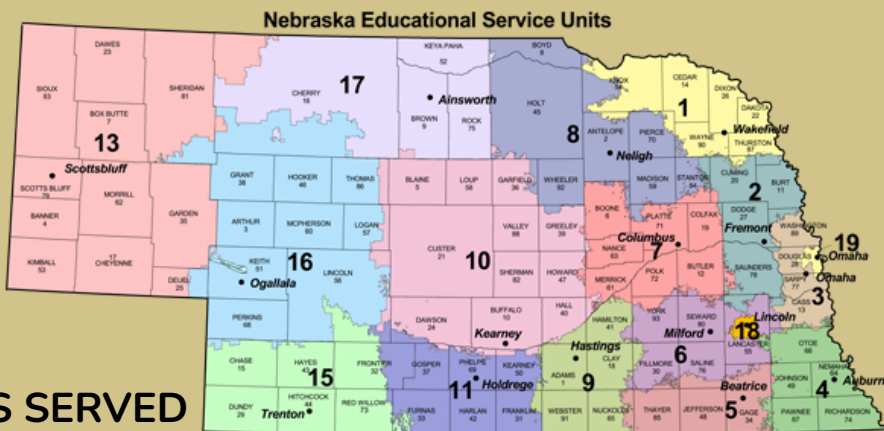 Nebraska Educational Service Units
DAWES
23
SIOUX
83
SHERIDAN
81
BOX BUTTE
7
13
Scottsbluff
SCOTTS BLUFF
79
MORRILL
62
GARDEN
35
BANNER
4
KIMBALL
53
17
CHEYENNE
DEUEL
25
CHERRY
16
17
KEYA PAHA
52
Ainsworth
BROWN
9
ROCK
75
BOYD
8
HOLT
45
8
KNOX
54
CEDAR
14
DIXON
26
1
DAKOTA
22
Wakefield
WAYNE
90
THURSTON
87
ANTELOPE
2
PIERCE
70
Neligh
MADISON
59
STANTON
84
CUMING
20
2
BURT
11
GRANT
38
HOOKER
46
THOMAS
86
ARTHUR
3
MCPHERSON
60
LOGAN
57
KEITH
51
16
LINCOLN
56
Ogallala
PERKINS
68
BLAINE
5
LOUP
58
GARFIELD
36
WHEELER
92
CUSTER
21
10
VALLEY
88
GREELEY
39
SHERMAN
82
HOWARD
47
DAWSON
24
BUFFALO
10
HALL
40
Kearney
BOONE
6
PLATTE
71
COLFAX
19
Columbus
7
NANCE
63
MERRICK
61
POLK
72
BUTLER
12
DODGE
27
Fremont
SAUNDERS
78
WASHINGTON
89
DOUGLAS
28
19
Omaha
SARPY
77
Omaha
3
CASS
13
HAMILTON
41
YORK
93
SEWARD
80
Milford
6
18
Lincoln
LANCASTER
55
FILLMORE
30
SALINE
76
OTOE
66
CHASE
15
HAYES
43
FRONTIER
32
15
DUNDY
29
HITCHCOCK
44
Trenton
RED WILLOW
73
GOSPER
37
PHELPS
69
KEARNEY
50
11
Holdrege
FURNAS
33
HARLAN
42
FRANKLIN
31
Hastings
ADAMS
1
CLAY
18
9
WEBSTER
91
NUCKOLLS
65
THAYER
85
JEFFERSON
48
Beatrice
5
GAGE
34
JOHNSON
49
NEMAHA
64
4
Auburn
PAWNEE
67
RICHARDSON
74
S SERVED